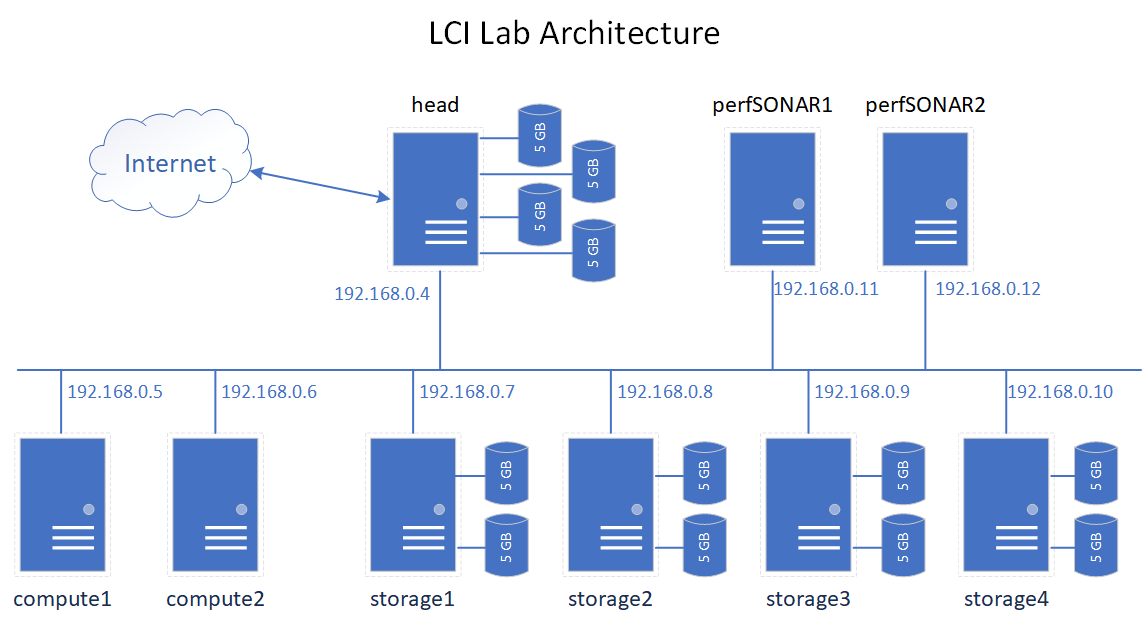 LCI Lab Architecture
head
perfSONAR1
perfSONAR2
Internet
5 GB
5 GB
5 GB
5 GB
192.168.0.4
192.168.0.11
192.168.0.12
192.168.0.5
192.168.0.6
192.168.0.7
192.168.0.8
192.168.0.9
192.168.0.10
5 GB
5 GB
5 GB
5 GB
5 GB
5 GB
5 GB
5 GB
compute1
compute2
storage1
storage2
storage3
storage4